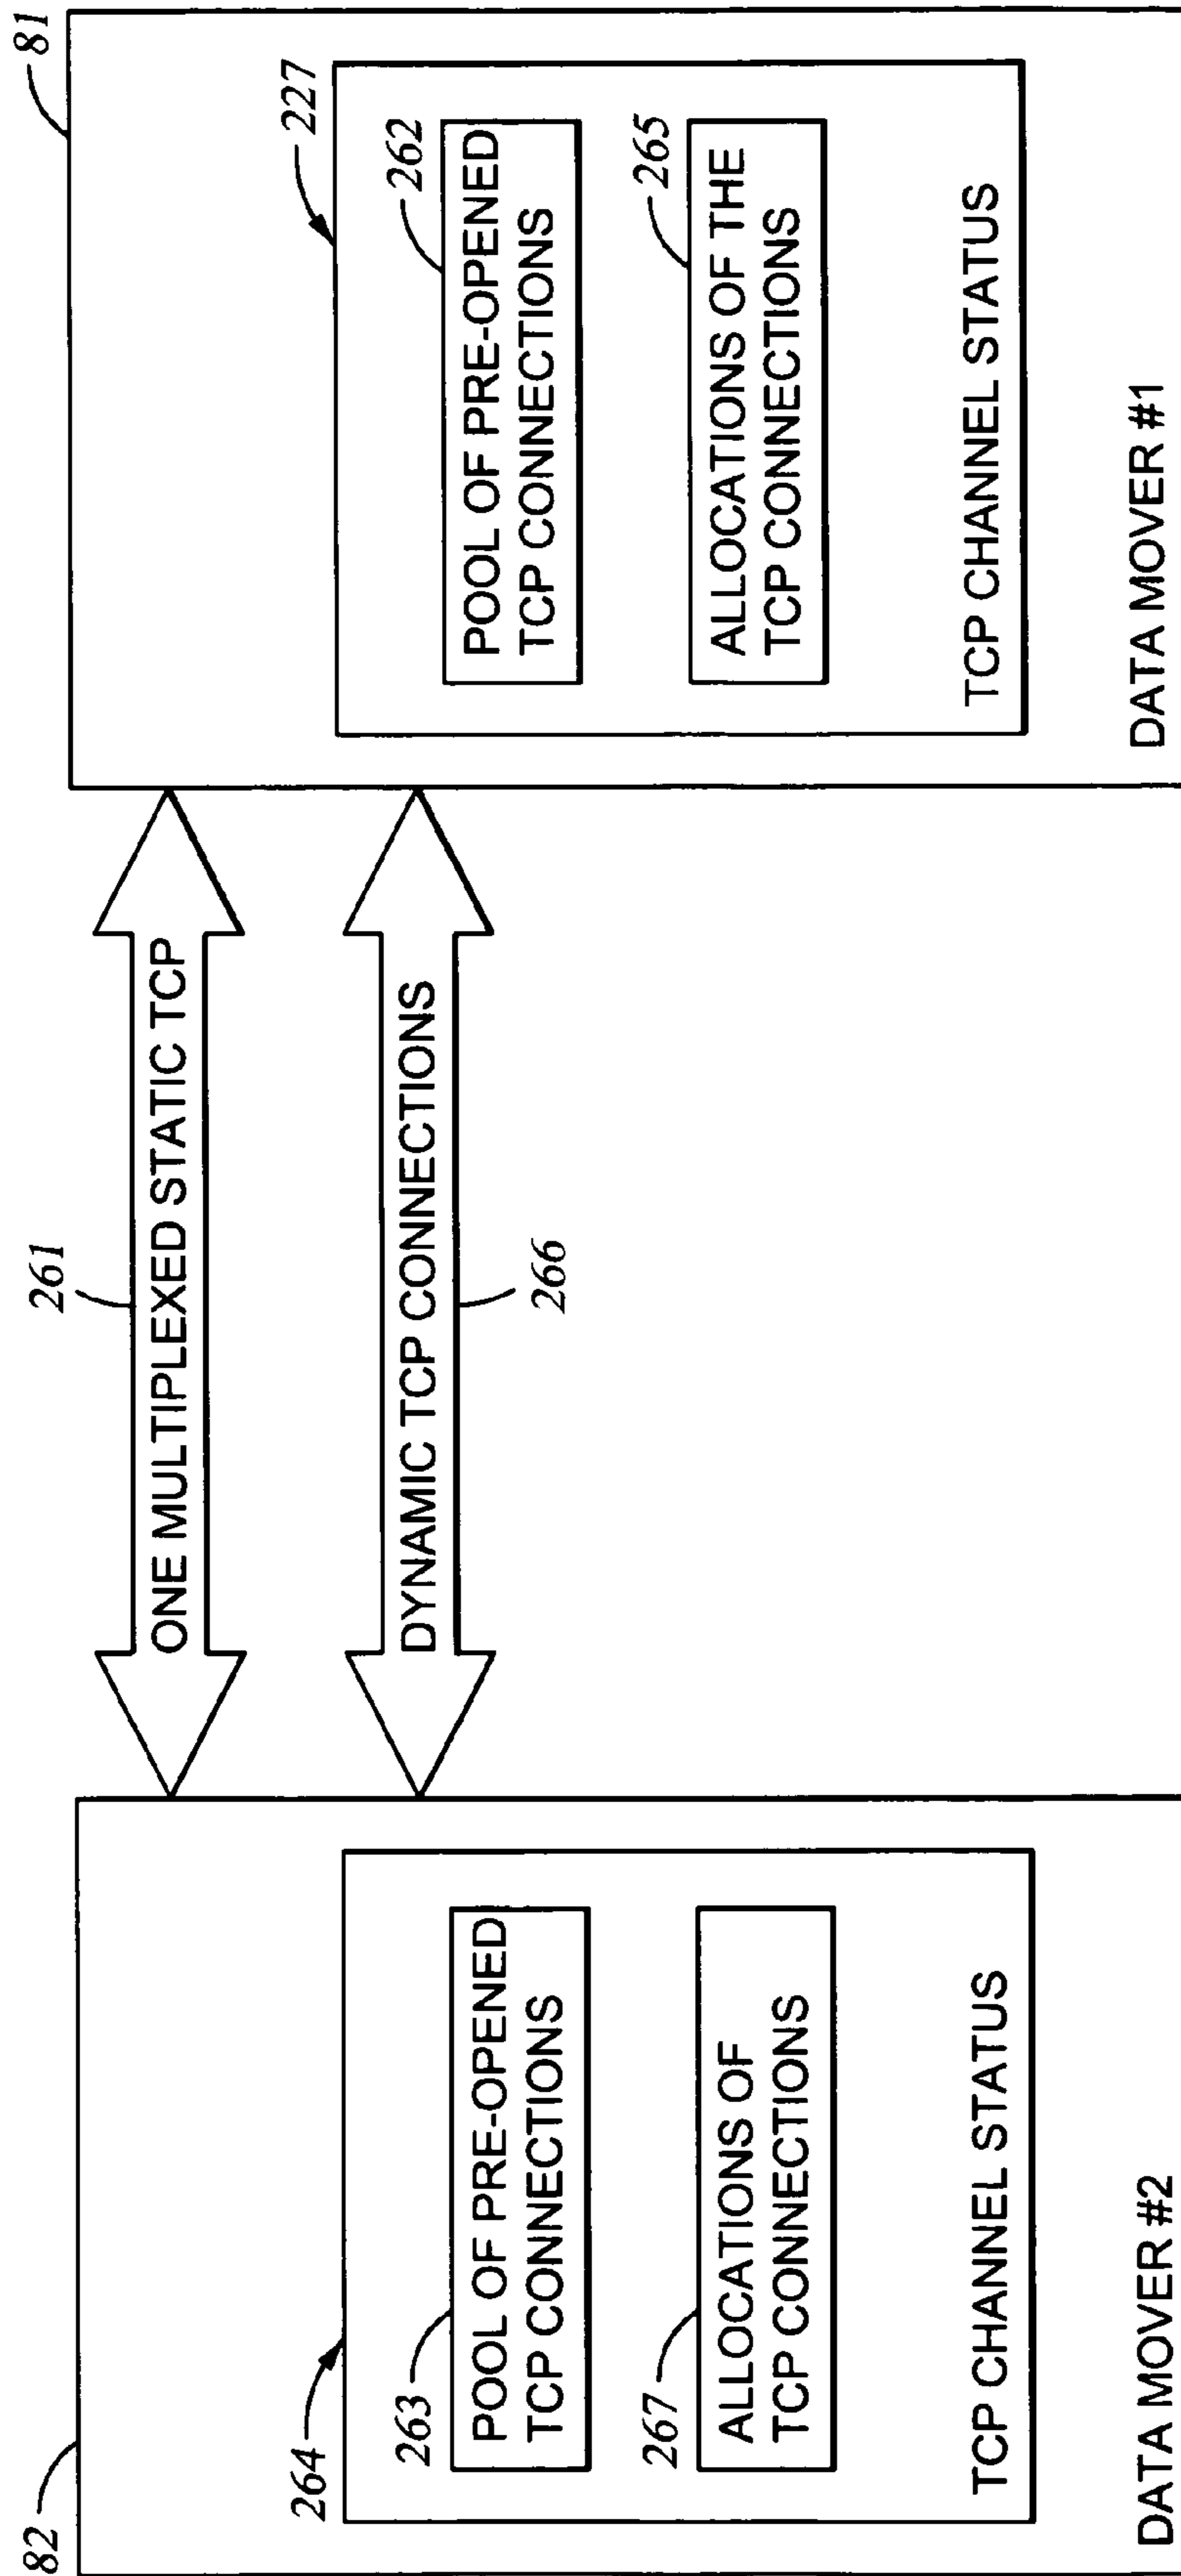 82
264
263
POOL OF PRE-OPENED
TCP CONNECTIONS
267
ALLOCATIONS OF
TCP CONNECTIONS
TCP CHANNEL STATUS
DATA MOVER #2
261
ONE MULTIPLEXED STATIC TCP
DYNAMIC TCP CONNECTIONS
266
81
227
262
POOL OF PRE-OPENED
TCP CONNECTIONS
265
ALLOCATIONS OF THE
TCP CONNECTIONS
TCP CHANNEL STATUS
DATA MOVER #1